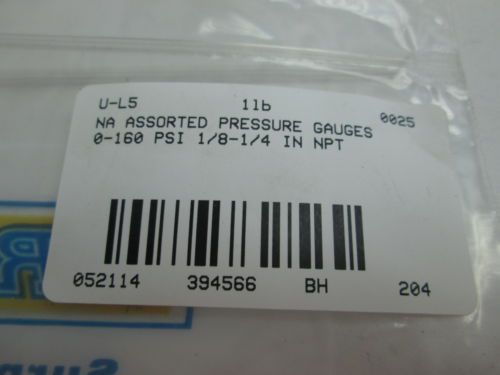 U-L5 1lb 0025
NA ASSORTED PRESSURE GAUGES
0-160 PSI 1/8-1/4 IN NPT
052114 394566 BH 204